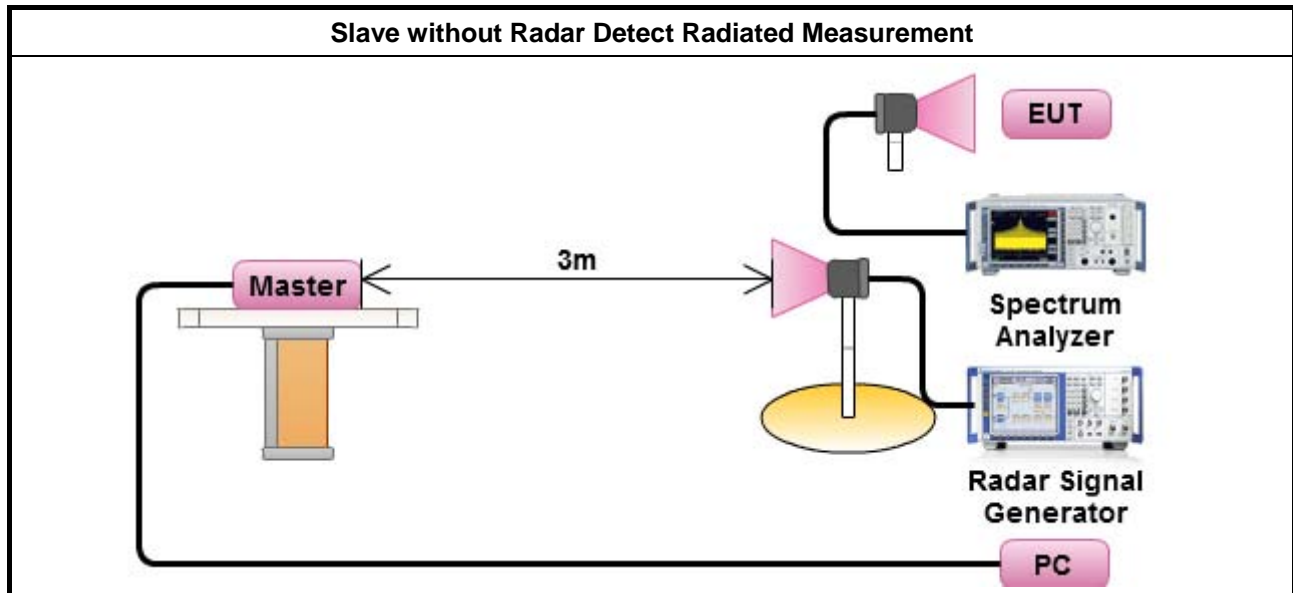 Slave without Radar Detect Radiated Measurement
EUT
3m
Master
Spectrum
Analyzer
Radar Signal
Generator
PC